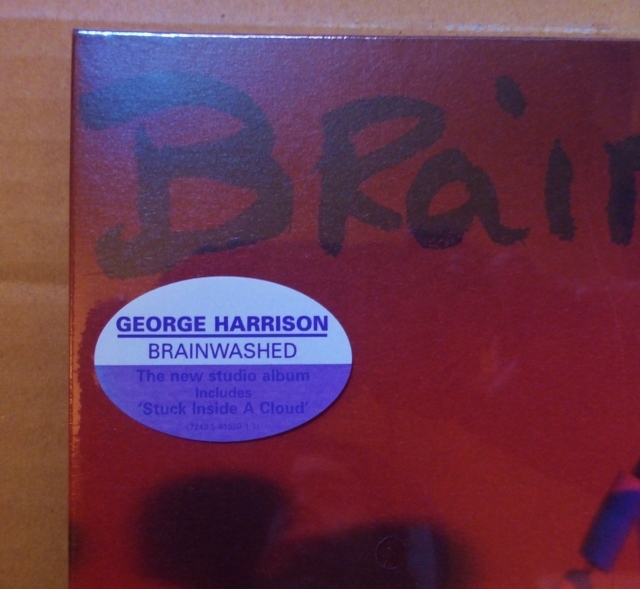 Brain
GEORGE HARRISON
BRAINWASHED
The new studio album
Includes
'Stuck Inside A Cloud'